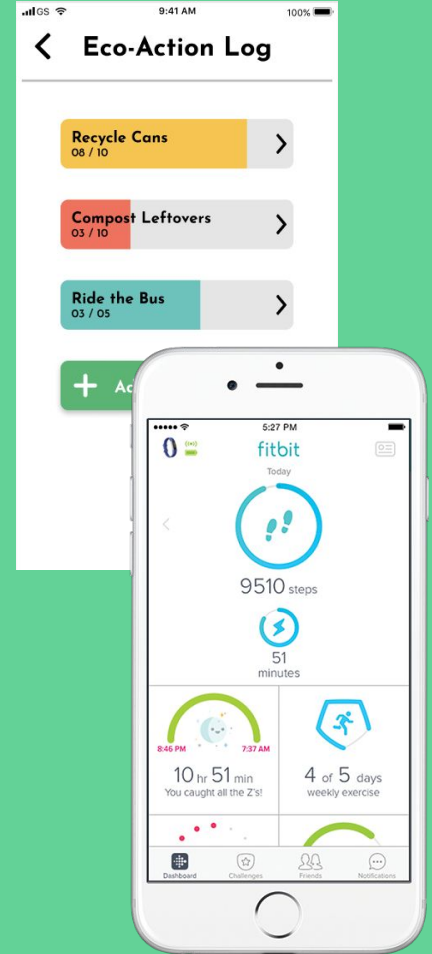 GS 9:41 AM 100%
Eco-Action Log
Recycle Cans
08 / 10
Compost Leftovers
03 / 10
Ride the Bus
03 / 05
+
5:27 PM
fitbit
Today
9510 steps
51
minutes
8:46 PM 7:37 AM
10 hr 51 min
You caught all the Z's!
4 of 5 days
weekly exercise
Dashboard Challenges Friends Notifications